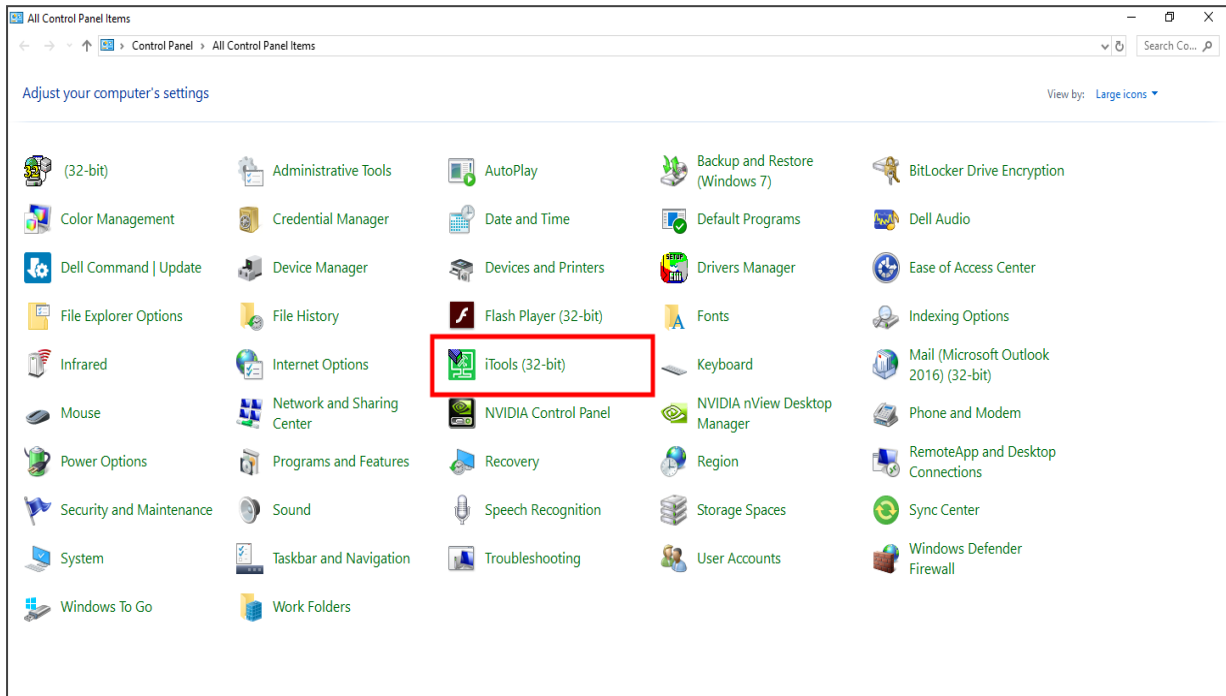 All Control Panel Items
Control Panel > All Control Panel Items
Search Co...
Adjust your computer's settings
View by: Large icons
(32-bit)
Administrative Tools
AutoPlay
Backup and Restore
(Windows 7)
BitLocker Drive Encryption
Color Management
Credential Manager
Date and Time
Default Programs
Dell Audio
Dell Command | Update
Device Manager
Devices and Printers
SETUP
Drivers Manager
Ease of Access Center
File Explorer Options
File History
Flash Player (32-bit)
Fonts
Indexing Options
Infrared
Internet Options
iTools (32-bit)
Keyboard
Mail (Microsoft Outlook
2016) (32-bit)
Mouse
Network and Sharing
Center
NVIDIA Control Panel
NVIDIA nView Desktop
Manager
Phone and Modem
Power Options
Programs and Features
Recovery
Region
RemoteApp and Desktop
Connections
Security and Maintenance
Sound
Speech Recognition
Storage Spaces
Sync Center
System
Taskbar and Navigation
Troubleshooting
User Accounts
Windows Defender
Firewall
Windows To Go
Work Folders